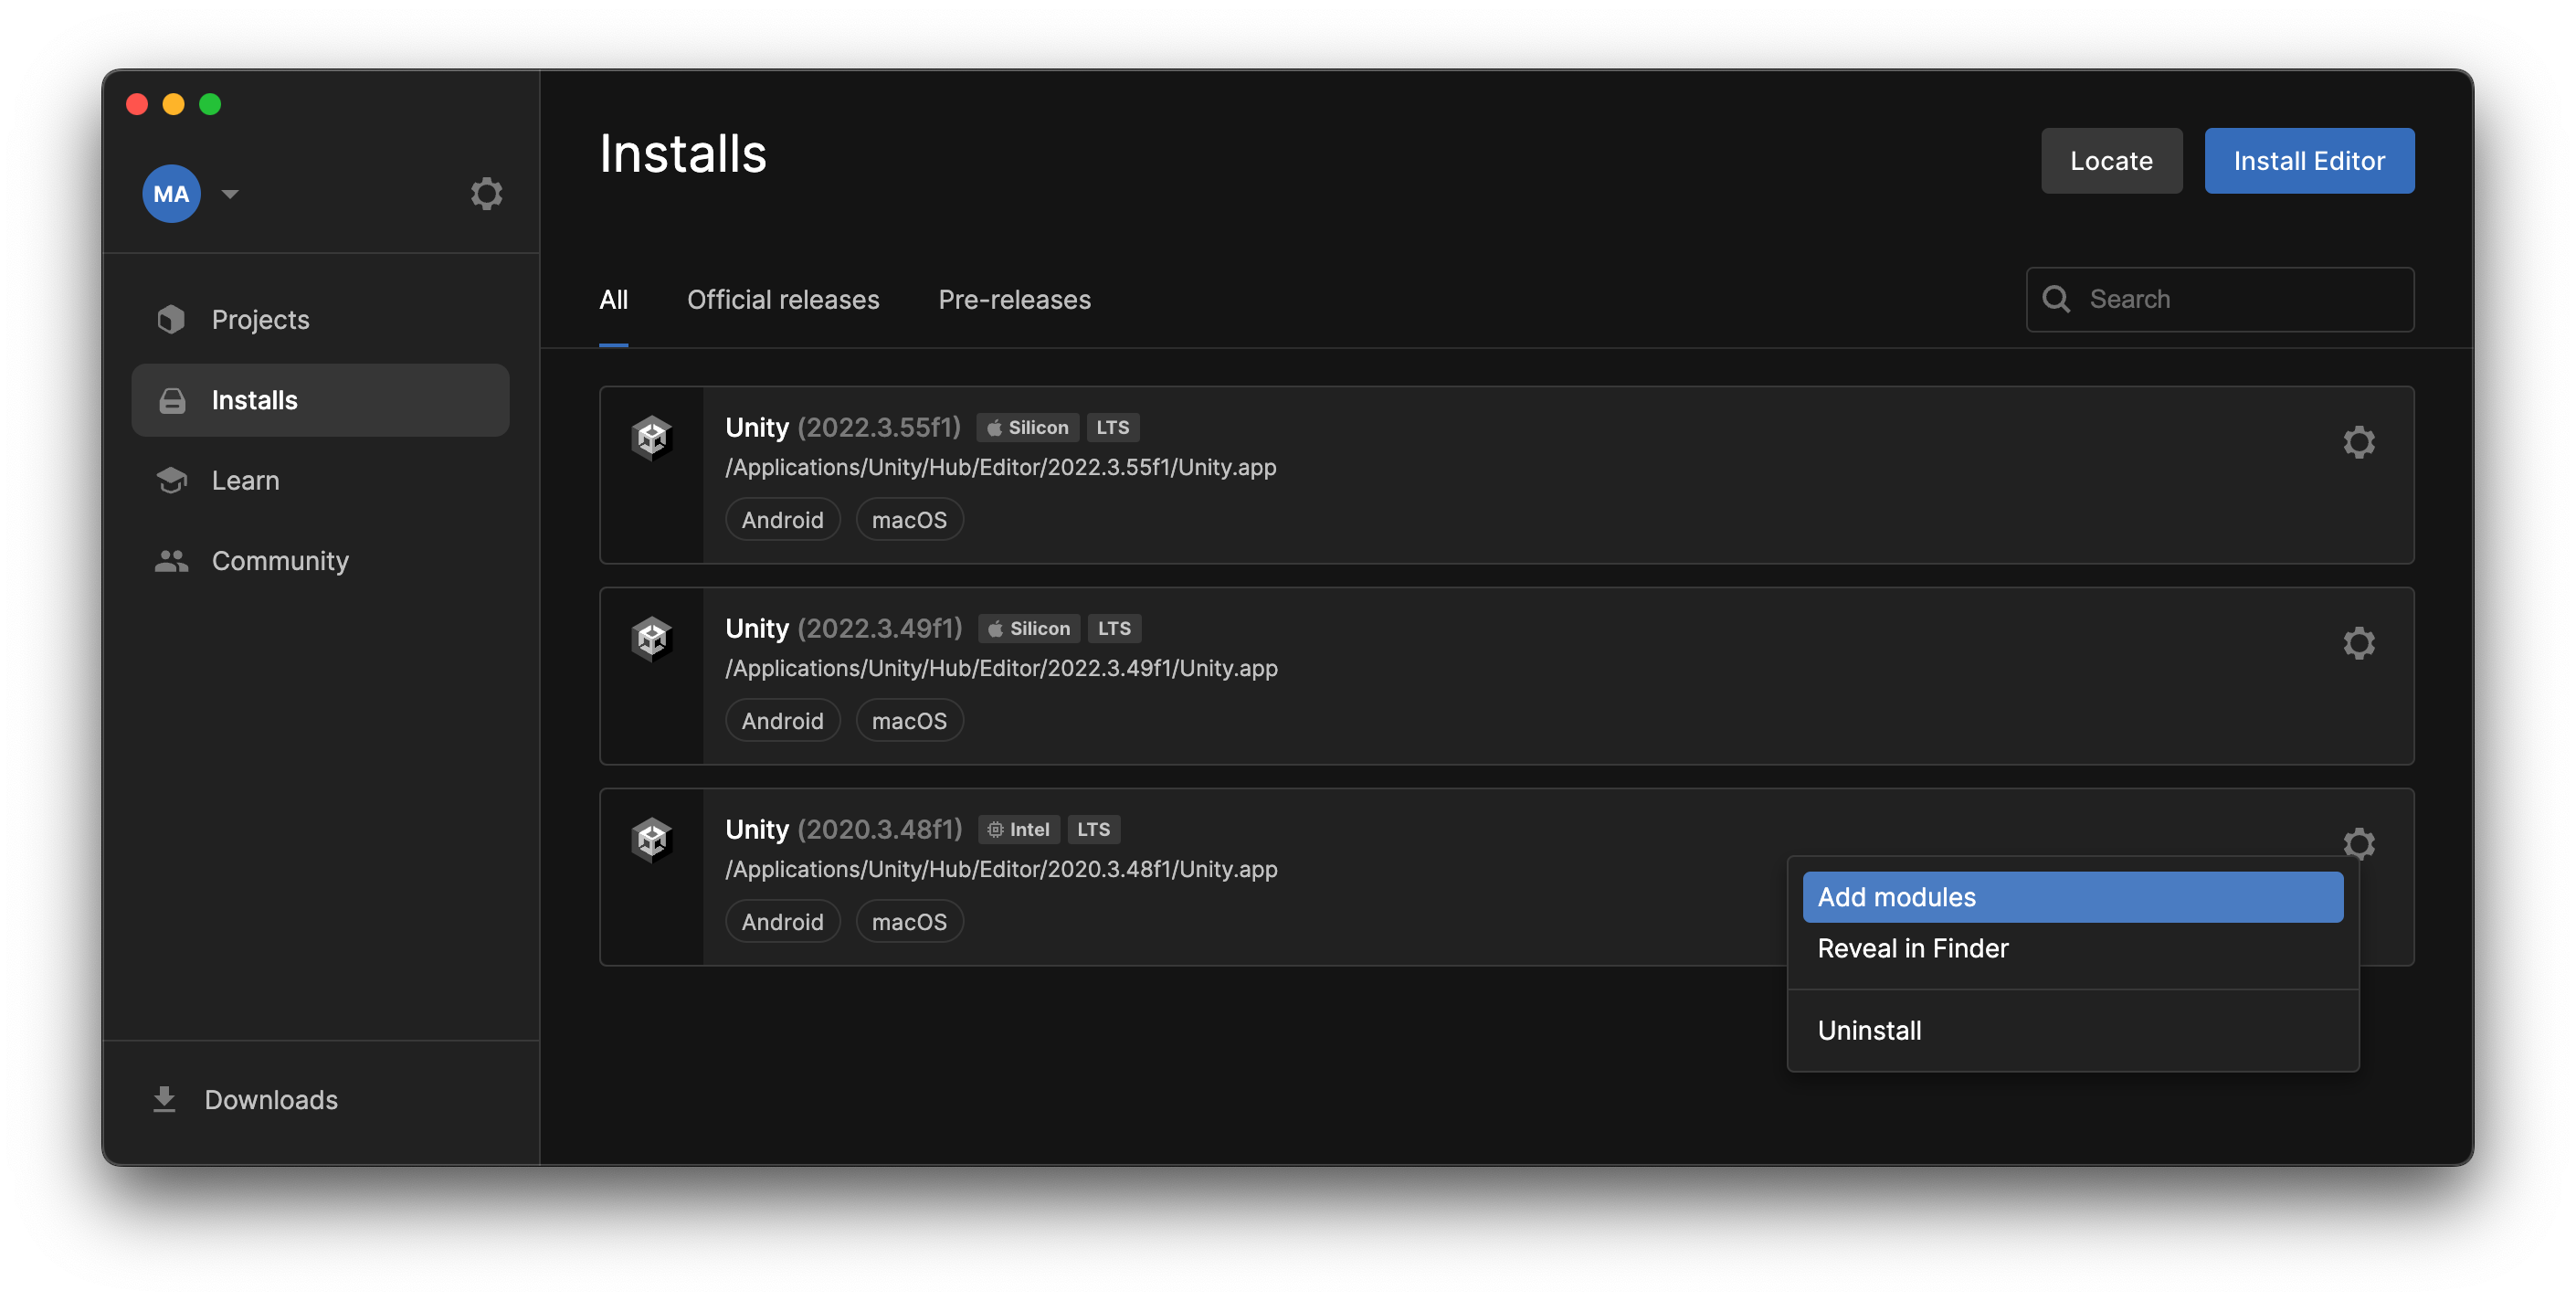 MA
Projects
Installs
Learn
Community
Downloads
Installs
Locate
Install Editor
All
Official releases
Pre-releases
Search
Unity (2022.3.55f1) Silicon LTS
/Applications/Unity/Hub/Editor/2022.3.55f1/Unity.app
Android macOS
Unity (2022.3.49f1) Silicon LTS
/Applications/Unity/Hub/Editor/2022.3.49f1/Unity.app
Android macOS
Unity (2020.3.48f1) Intel LTS
/Applications/Unity/Hub/Editor/2020.3.48f1/Unity.app
Android macOS
Add modules
Reveal in Finder
Uninstall